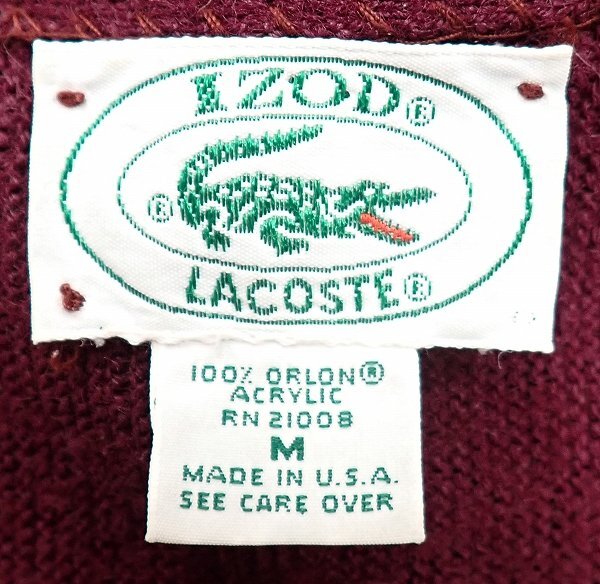 IZOD®
®
LACOSTE®
100% ORLON®
ACRYLIC
RN 21008
M
MADE IN U.S.A.
SEE CARE OVER